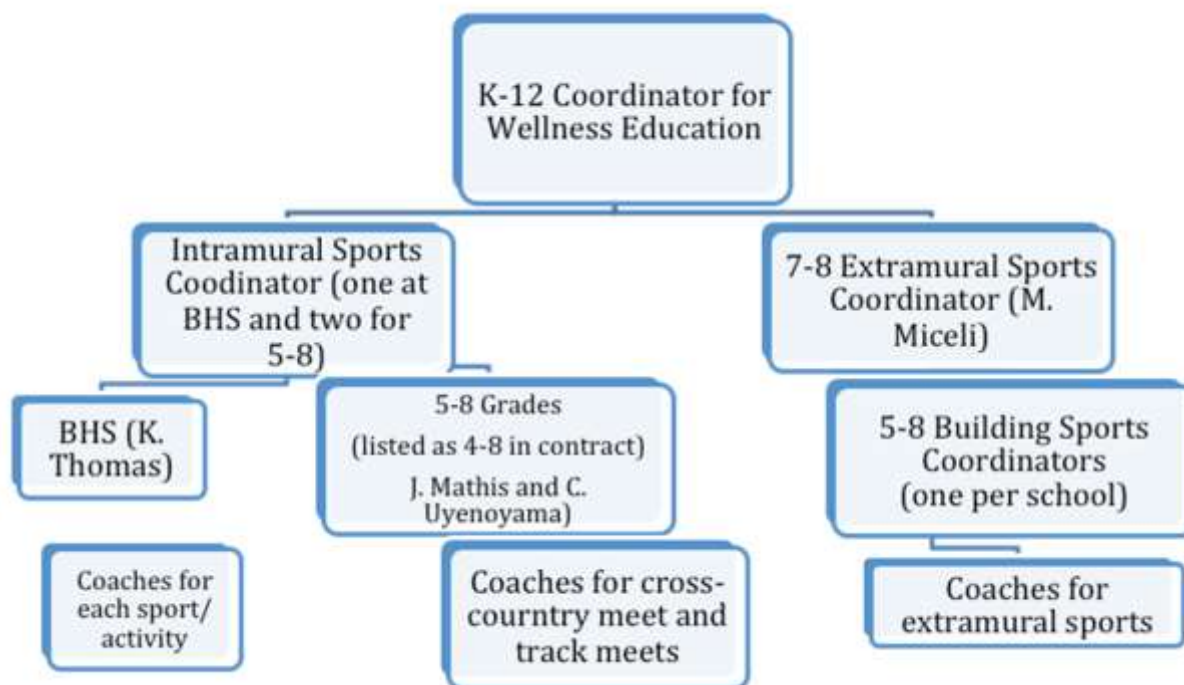 K-12 Coordinator for
Wellness Education
Intramural Sports
Coodinator (one at
BHS and two for
5-8)
7-8 Extramural Sports
Coordinator (M.
Miceli)
BHS (K.
Thomas)
5-8 Grades
(listed as 4-8 in contract)
J. Mathis and C.
Uyenoyama)
5-8 Building Sports
Coordinators
(one per school)
Coaches for
each sport/
activity
Coaches for cross-
courntry meet and
track meets
Coaches for
extramural sports